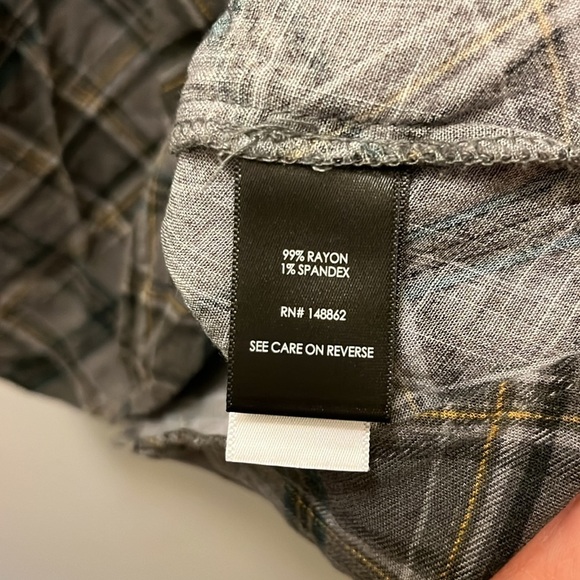 99% RAYON
1% SPANDEX
RN# 148862
SEE CARE ON REVERSE